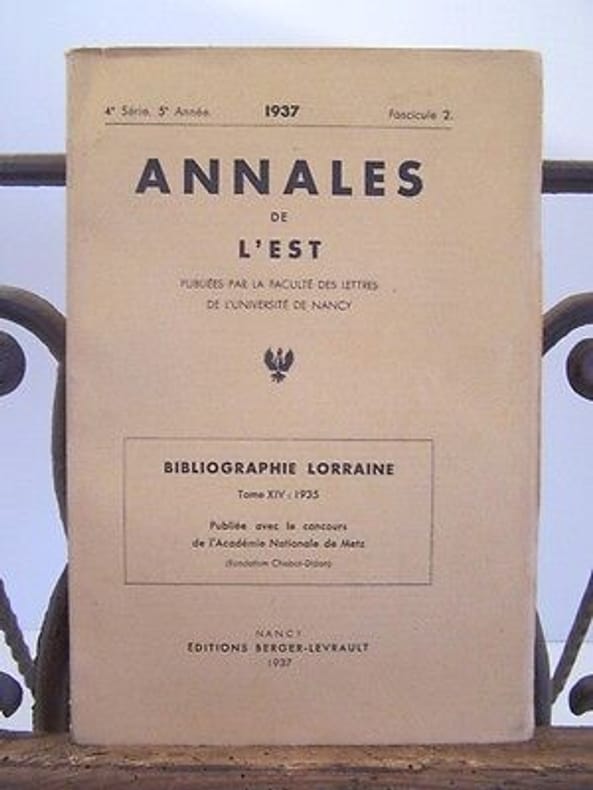 4ᵉ Série. 5ᵉ Année. 1937 Fascicule 2.
ANNALES
DE
L'EST
PUBLIÉES PAR LA FACULTÉ DES LETTRES
DE L'UNIVERSITÉ DE NANCY
BIBLIOGRAPHIE LORRAINE
Tome XIV : 1935
Publiée avec le concours
de l'Académie Nationale de Metz
(Fondation
NANCY
ÉDITIONS BERGER-LEVRAULT
1937